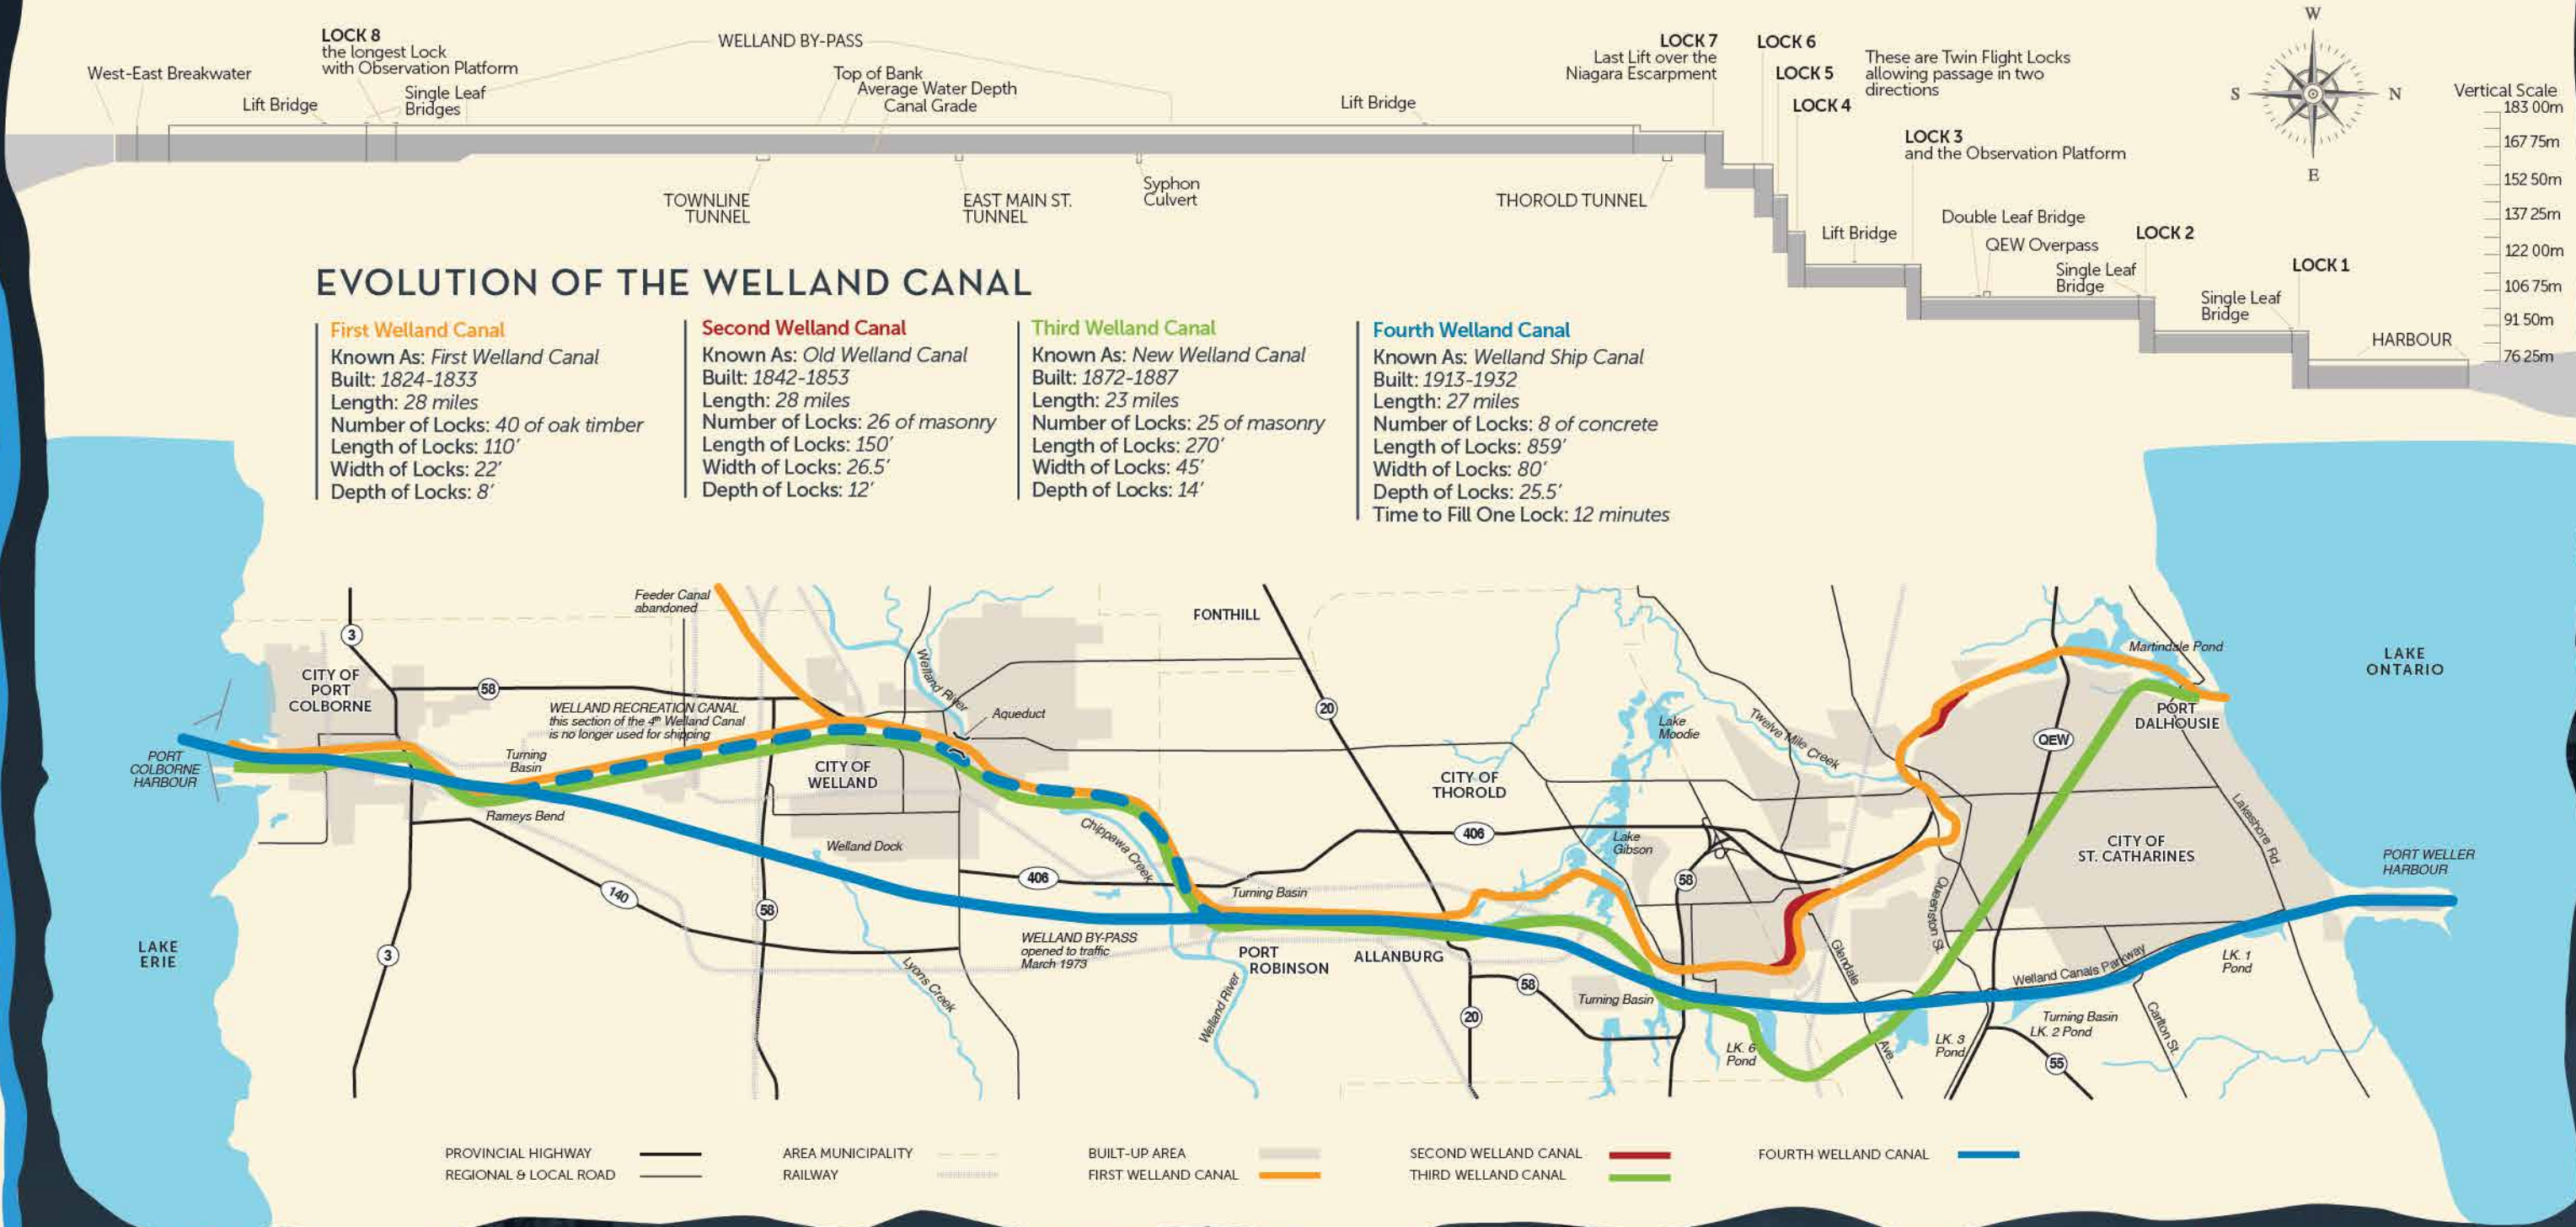 LOCK 8
the longest Lock
with Observation Platform
West-East Breakwater
Lift Bridge
Single Leaf
Bridges
WELLAND BY-PASS
Top of Bank
Average Water Depth
Canal Grade
Lift Bridge
LOCK 7
Last Lift over the
Niagara Escarpment
LOCK 6
LOCK 5
LOCK 4
These are Twin Flight Locks
allowing passage in two
directions
LOCK 3
and the Observation Platform
W
S
N
E
Vertical Scale
183 00m
167 75m
152 50m
137 25m
122 00m
106 75m
91 50m
76 25m
TOWNLINE
TUNNEL
EAST MAIN ST.
TUNNEL
Syphon
Culvert
THOROLD TUNNEL
Lift Bridge
Double Leaf Bridge
QEW Overpass
Single Leaf
Bridge
LOCK 2
Single Leaf
Bridge
LOCK 1
HARBOUR
EVOLUTION OF THE WELLAND CANAL
First Welland Canal
Known As: First Welland Canal
Built: 1824-1833
Length: 28 miles
Number of Locks: 40 of oak timber
Length of Locks: 110′
Width of Locks: 22′
Depth of Locks: 8′
Second Welland Canal
Known As: Old Welland Canal
Built: 1842-1853
Length: 28 miles
Number of Locks: 26 of masonry
Length of Locks: 150′
Width of Locks: 26.5′
Depth of Locks: 12′
Third Welland Canal
Known As: New Welland Canal
Built: 1872-1887
Length: 23 miles
Number of Locks: 25 of masonry
Length of Locks: 270′
Width of Locks: 45′
Depth of Locks: 14′
Fourth Welland Canal
Known As: Welland Ship Canal
Built: 1913-1932
Length: 27 miles
Number of Locks: 8 of concrete
Length of Locks: 859′
Width of Locks: 80′
Depth of Locks: 25.5′
Time to Fill One Lock: 12 minutes
Feeder Canal
abandoned
3
CITY OF
PORT
COLBORNE
58
WELLAND RECREATION CANAL
this section of the 4th Welland Canal
is no longer used for shipping
Turning
Basin
PORT
COLBORNE
HARBOUR
Rameys Bend
LAKE
ERIE
3
140
58
CITY OF
WELLAND
Welland Dock
Welland River
Aqueduct
Chippawa Creek
406
Lyons Creek
WELLAND BY-PASS
opened to traffic
March 1973
FONTHILL
20
Turning Basin
PORT
ROBINSON
Welland River
ALLANBURG
CITY OF
THOROLD
406
58
20
Turning Basin
Lake
Moodie
Lake
Gibson
58
Twelve Mile Creek
LK. 6
Pond
Glendale
Ave.
Queenston St.
LK. 3
Pond
QEW
Martindale Pond
PORT
DALHOUSIE
CITY OF
ST. CATHARINES
Lakeshore Rd.
Welland Canals Parkway
Turning Basin
LK. 2 Pond
55
Carlton St.
LK. 1
Pond
LAKE
ONTARIO
PORT WELLER
HARBOUR
PROVINCIAL HIGHWAY
REGIONAL & LOCAL ROAD
AREA MUNICIPALITY
RAILWAY
BUILT-UP AREA
FIRST WELLAND CANAL
SECOND WELLAND CANAL
THIRD WELLAND CANAL
FOURTH WELLAND CANAL